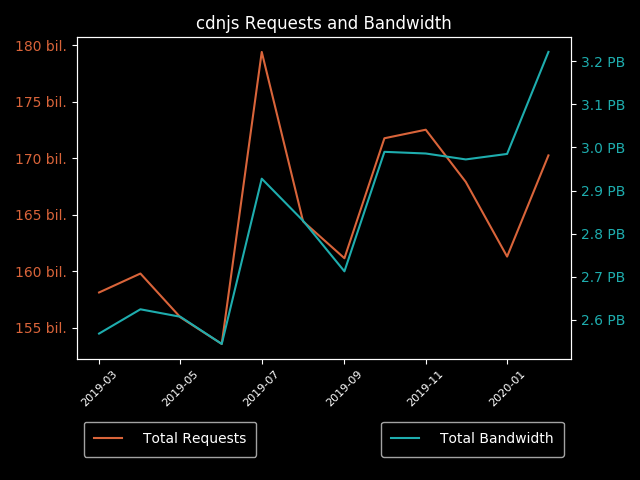 cdnjs Requests and Bandwidth
180 bil.
175 bil.
170 bil.
165 bil.
160 bil.
155 bil.
3.2 PB
3.1 PB
3.0 PB
2.9 PB
2.8 PB
2.7 PB
2.6 PB
2019-03
2019-05
2019-07
2019-09
2019-11
2020-01
Total Requests
Total Bandwidth